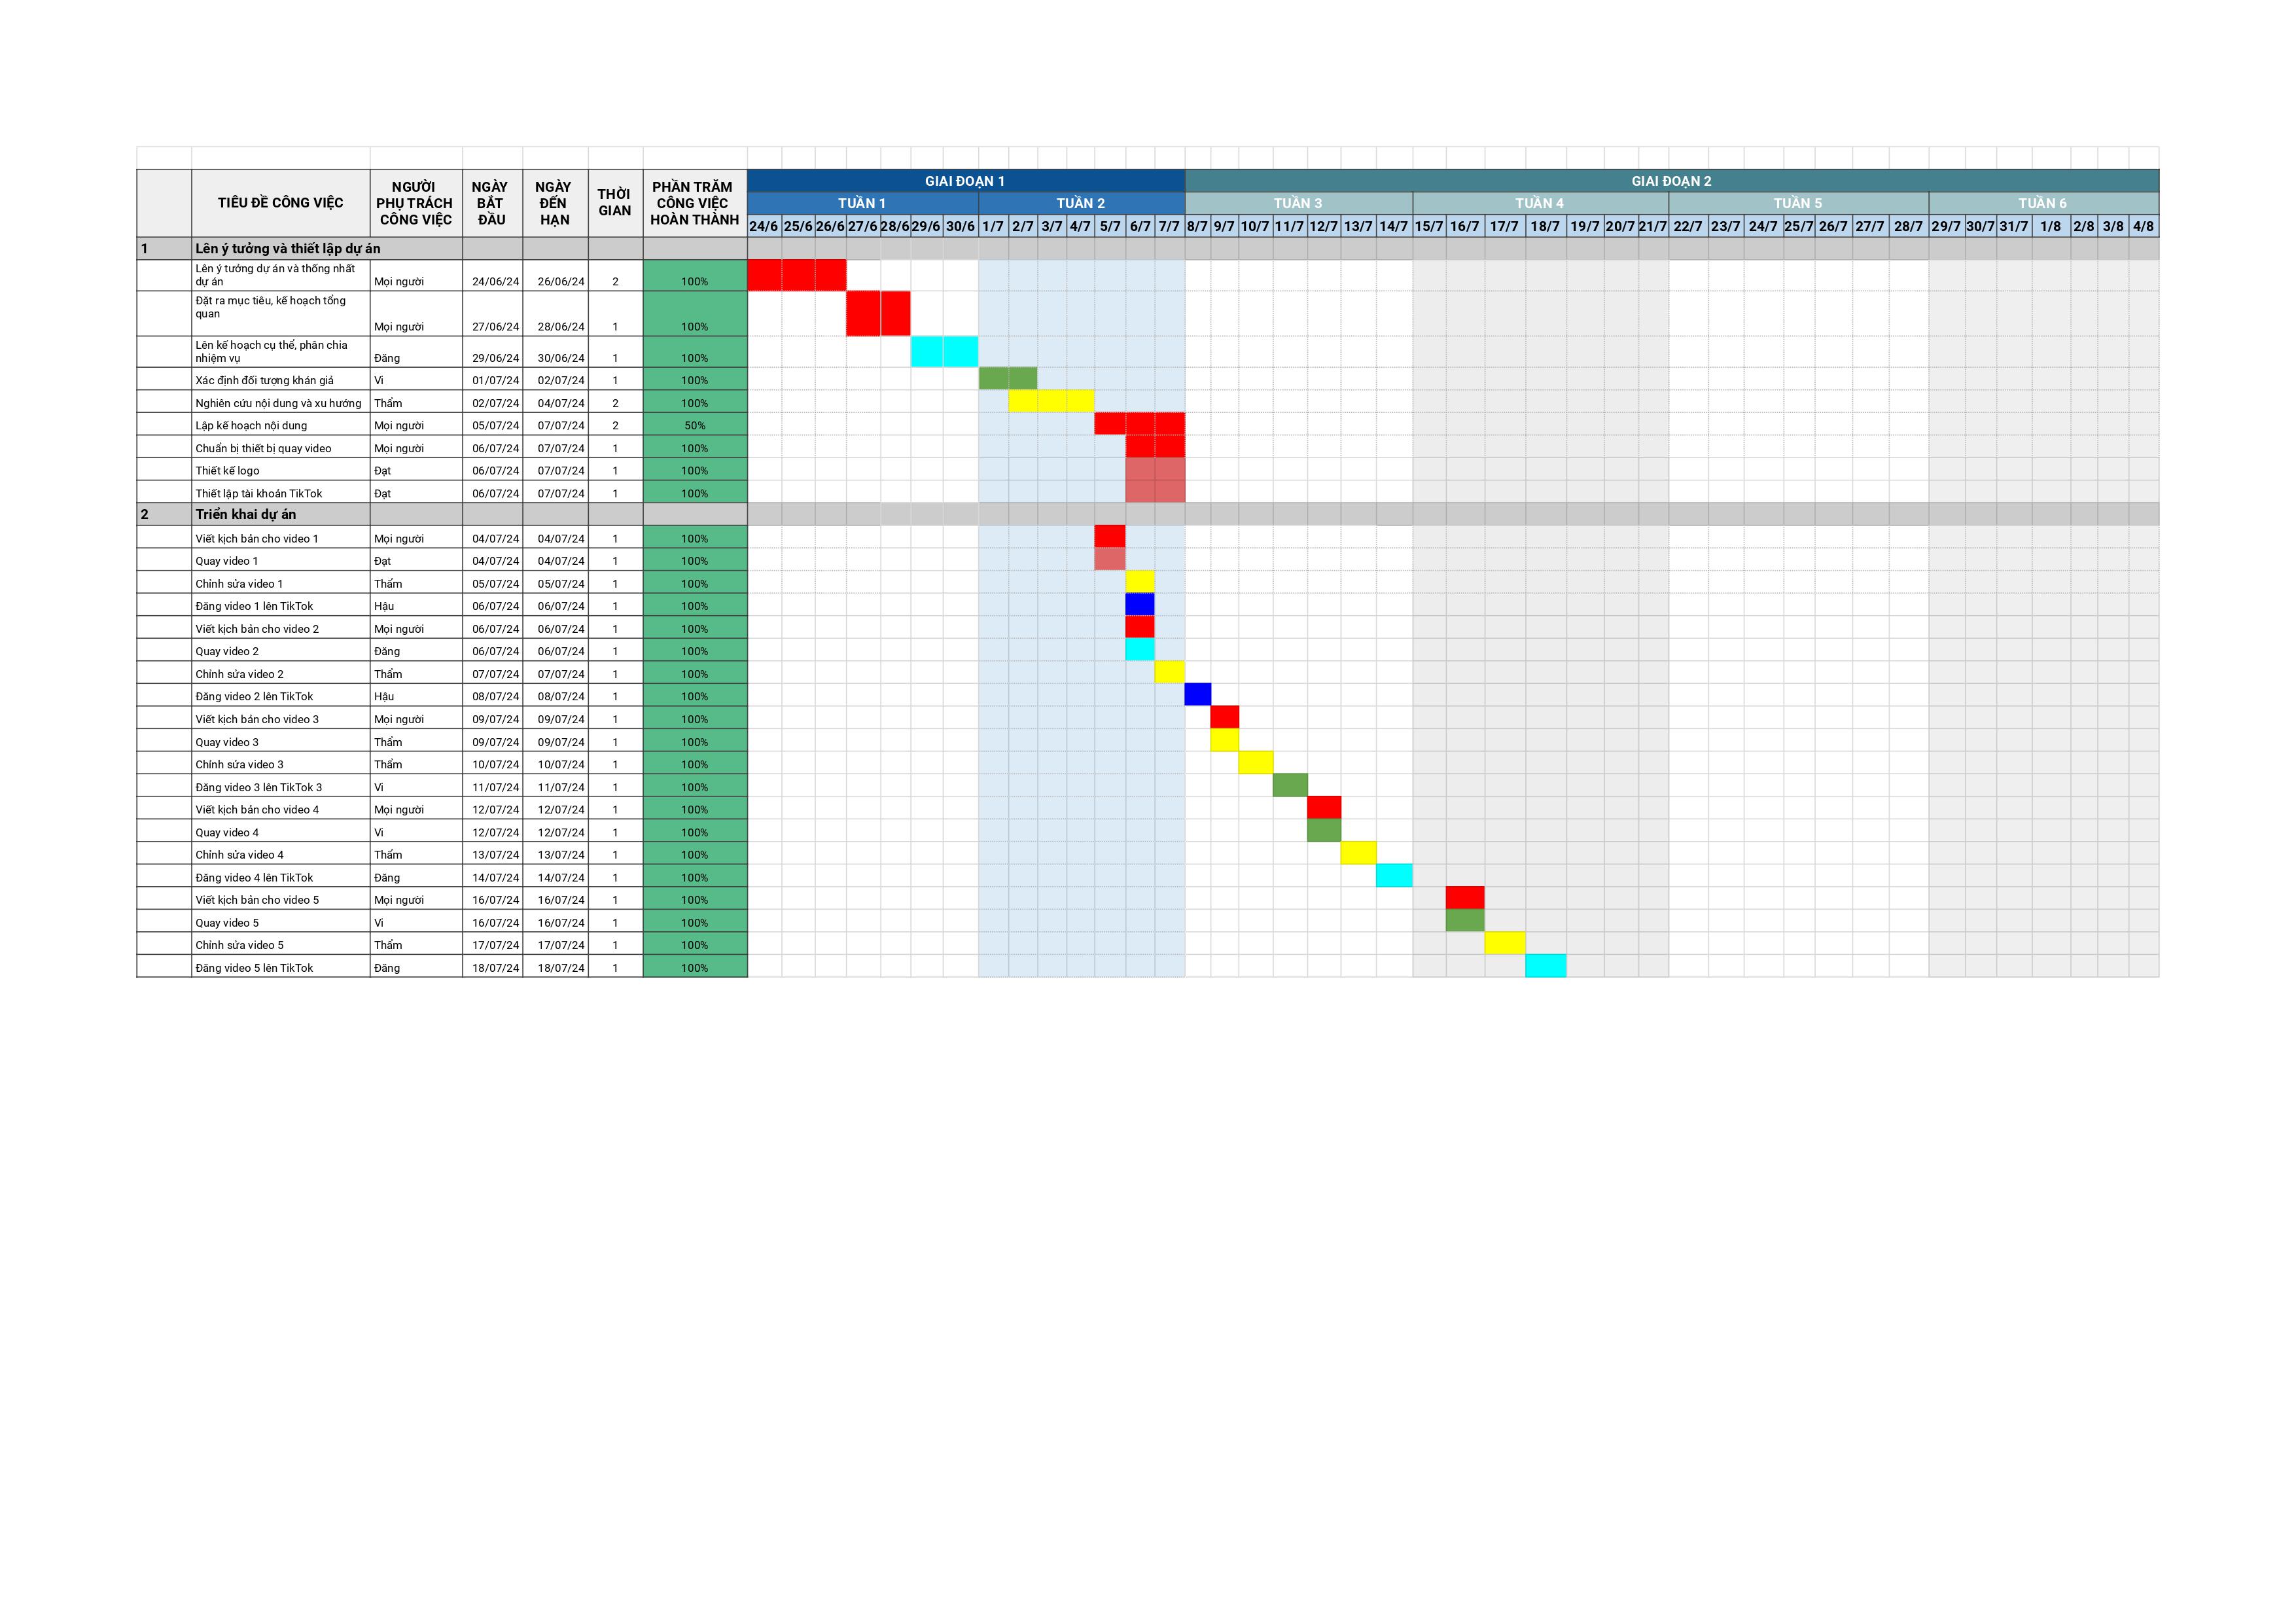 GIAI ĐOẠN 1 GIAI ĐOẠN 2
TIÊU ĐỀ CÔNG VIỆC NGƯỜI PHỤ TRÁCH CÔNG VIỆC NGÀY BẮT ĐẦU NGÀY ĐẾN HẠN THỜI GIAN PHẦN TRĂM CÔNG VIỆC HOÀN THÀNH
TUẦN 1 TUẦN 2 TUẦN 3 TUẦN 4 TUẦN 5 TUẦN 6
24/6 25/6 26/6 27/6 28/6 29/6 30/6 1/7 2/7 3/7 4/7 5/7 6/7 7/7 8/7 9/7 10/7 11/7 12/7 13/7 14/7 15/7 16/7 17/7 18/7 19/7 20/7 21/7 22/7 23/7 24/7 25/7 26/7 27/7 28/7 29/7 30/7 31/7 1/8 2/8 3/8 4/8
1 Lên ý tưởng và thiết lập dự án
Lên ý tưởng dự án và thống nhất
dự án Mọi người 24/06/24 26/06/24 2 100%
Đặt ra mục tiêu, kế hoạch tổng
quan
Mọi người 27/06/24 28/06/24 1 100%
Lên kế hoạch cụ thể, phân chia
nhiệm vụ Đăng 29/06/24 30/06/24 1 100%
Xác định đối tượng khán giả Vi 01/07/24 02/07/24 1 100%
Nghiên cứu nội dung và xu hướng Thẩm 02/07/24 04/07/24 2 100%
Lập kế hoạch nội dung Mọi người 05/07/24 07/07/24 2 50%
Chuẩn bị thiết bị quay video Mọi người 06/07/24 07/07/24 1 100%
Thiết kế logo Đạt 06/07/24 07/07/24 1 100%
Thiết lập tài khoản TikTok Đạt 06/07/24 07/07/24 1 100%
2 Triển khai dự án
Viết kịch bản cho video 1 Mọi người 04/07/24 04/07/24 1 100%
Quay video 1 Đạt 04/07/24 04/07/24 1 100%
Chỉnh sửa video 1 Thẩm 05/07/24 05/07/24 1 100%
Đăng video 1 lên TikTok Hậu 06/07/24 06/07/24 1 100%
Viết kịch bản cho video 2 Mọi người 06/07/24 06/07/24 1 100%
Quay video 2 Đăng 06/07/24 06/07/24 1 100%
Chỉnh sửa video 2 Thẩm 07/07/24 07/07/24 1 100%
Đăng video 2 lên TikTok Hậu 08/07/24 08/07/24 1 100%
Viết kịch bản cho video 3 Mọi người 09/07/24 09/07/24 1 100%
Quay video 3 Thẩm 09/07/24 09/07/24 1 100%
Chỉnh sửa video 3 Thẩm 10/07/24 10/07/24 1 100%
Đăng video 3 lên TikTok 3 Vi 11/07/24 11/07/24 1 100%
Viết kịch bản cho video 4 Mọi người 12/07/24 12/07/24 1 100%
Quay video 4 Vi 12/07/24 12/07/24 1 100%
Chỉnh sửa video 4 Thẩm 13/07/24 13/07/24 1 100%
Đăng video 4 lên TikTok Đăng 14/07/24 14/07/24 1 100%
Viết kịch bản cho video 5 Mọi người 16/07/24 16/07/24 1 100%
Quay video 5 Vi 16/07/24 16/07/24 1 100%
Chỉnh sửa video 5 Thẩm 17/07/24 17/07/24 1 100%
Đăng video 5 lên TikTok Đăng 18/07/24 18/07/24 1 100%